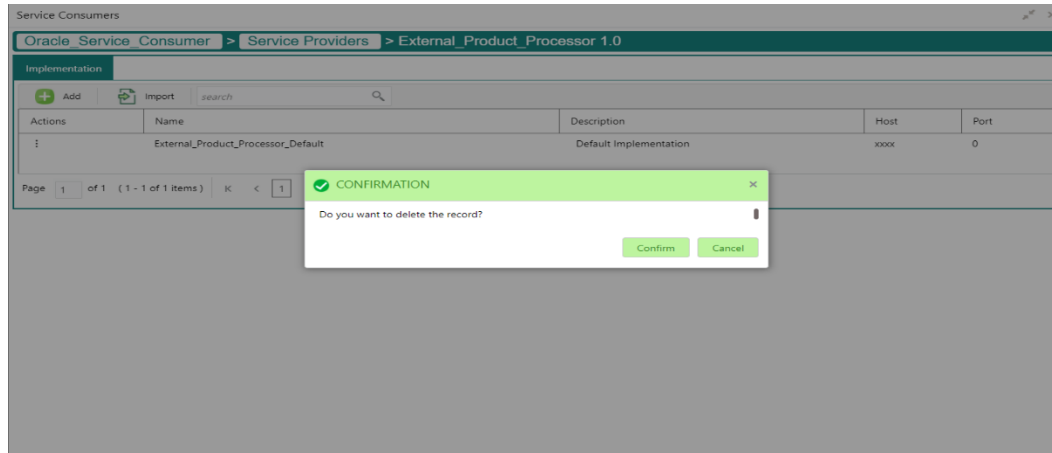 Service Consumers
Oracle_Service_Consumer > Service Providers > External_Product_Processor 1.0
Implementation
Add Import search
Actions Name Description Host Port
External_Product_Processor_Default Default Implementation xxxx 0
Page 1 of 1 (1 - 1 of 1 items) K < 1
CONFIRMATION ×
Do you want to delete the record?
Confirm Cancel